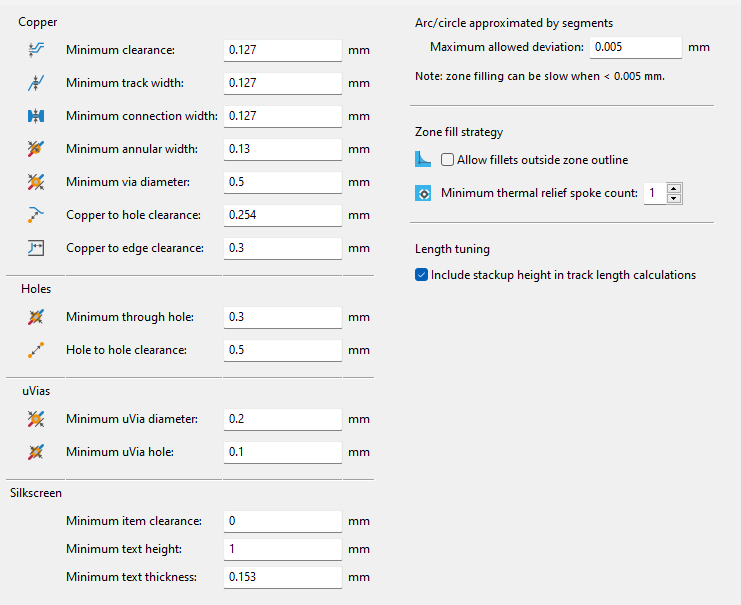 Copper
Minimum clearance: 0.127 mm
Minimum track width: 0.127 mm
Minimum connection width: 0.127 mm
Minimum annular width: 0.13 mm
Minimum via diameter: 0.5 mm
Copper to hole clearance: 0.254 mm
Copper to edge clearance: 0.3 mm
Holes
Minimum through hole: 0.3 mm
Hole to hole clearance: 0.5 mm
uVias
Minimum uVia diameter: 0.2 mm
Minimum uVia hole: 0.1 mm
Silkscreen
Minimum item clearance: 0 mm
Minimum text height: 1 mm
Minimum text thickness: 0.153 mm
Arc/circle approximated by segments
Maximum allowed deviation: 0.005 mm
Note: zone filling can be slow when < 0.005 mm.
Zone fill strategy
Allow fillets outside zone outline
Minimum thermal relief spoke count: 1
Length tuning
Include stackup height in track length calculations